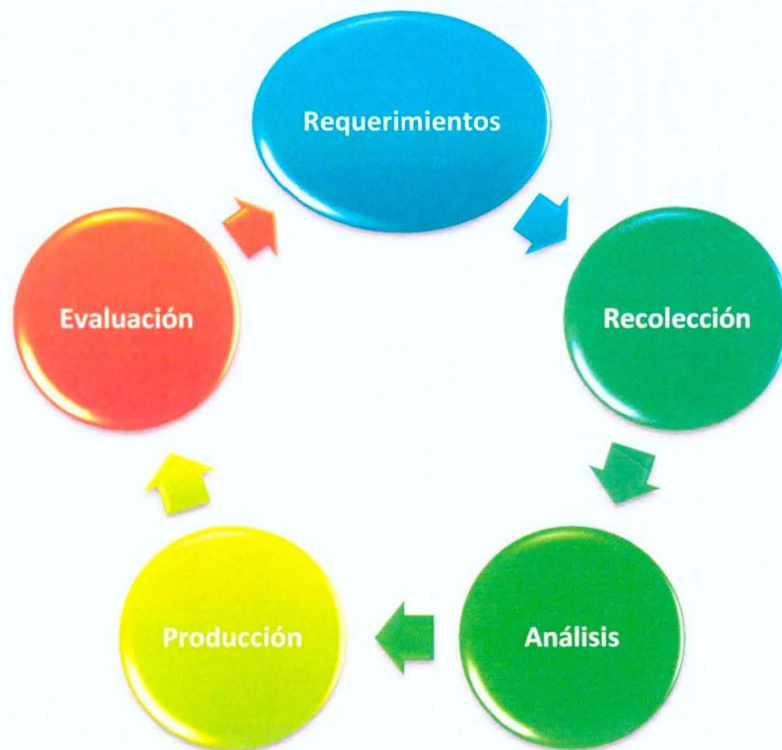 Requerimientos
Recolección
Análisis
Producción
Evaluación